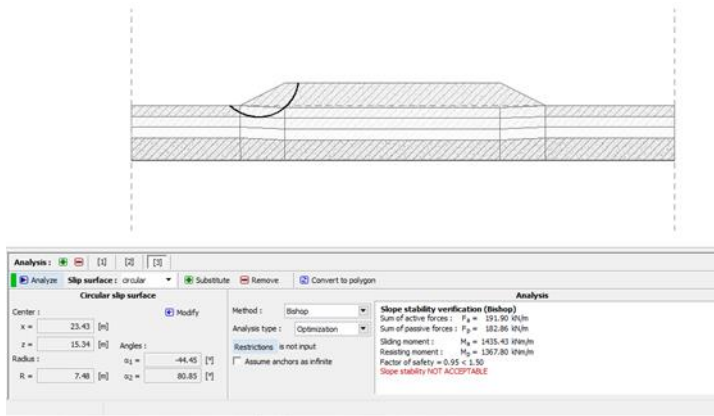 Analysis : [1] [2] [3]
Analyze Slip surface : circular Substitute Remove Convert to polygon
Circular slip surface
Center : Modify
x = 23.43 [m]
z = 15.34 [m] Angles :
Radius : α1 = -44.45 [°]
R = 7.48 [m] α2 = 80.85 [°]
Method : Bishop
Analysis type : Optimization
Restrictions is not input
Assume anchors as infinite
Analysis
Slope stability verification (Bishop)
Sum of active forces : Fa = 191.90 kN/m
Sum of passive forces : Fp = 182.86 kN/m
Sliding moment : Ma = 1435.43 kNm/m
Resisting moment : Mp = 1367.80 kNm/m
Factor of safety = 0.95 < 1.50
Slope stability NOT ACCEPTABLE